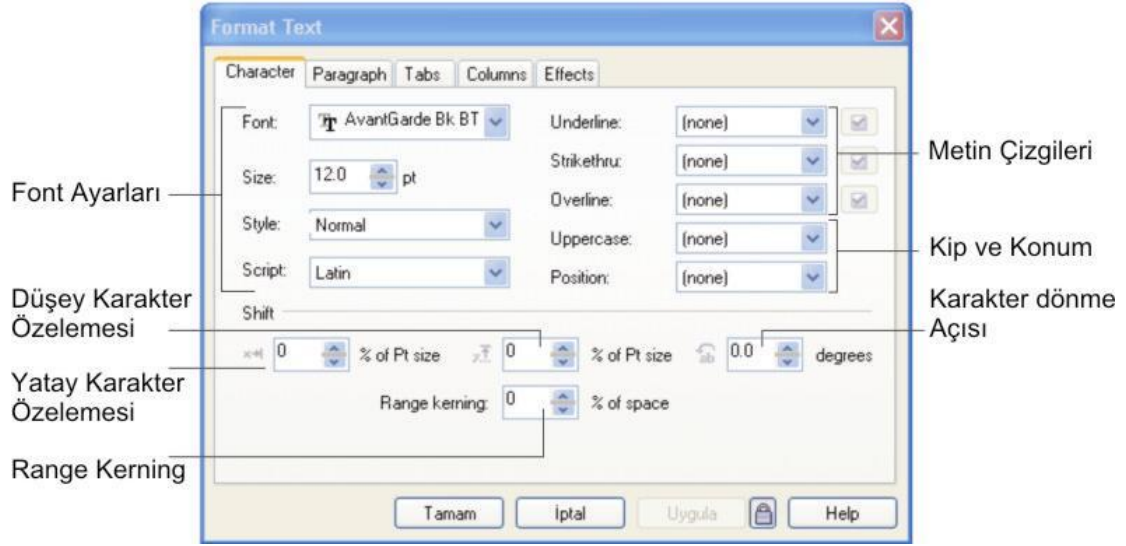 Format Text
Character Paragraph Tabs Columns Effects
Font: AvantGarde Bk BT Underline: (none)
Strikethru: (none) Metin Çizgileri
Size: 12.0 pt
Font Ayarları
Overline: (none)
Style: Normal
Uppercase: (none) Kip ve Konum
Script: Latin Position: (none)
Düşey Karakter
Özelemesi
Karakter dönme
Açısı
Shift
0 % of Pt size 0 % of Pt size ab 0.0 degrees
Yatay Karakter
Özelemesi
Range kerning: 0 % of space
Range Kerning
Tamam İptal Uygula Help